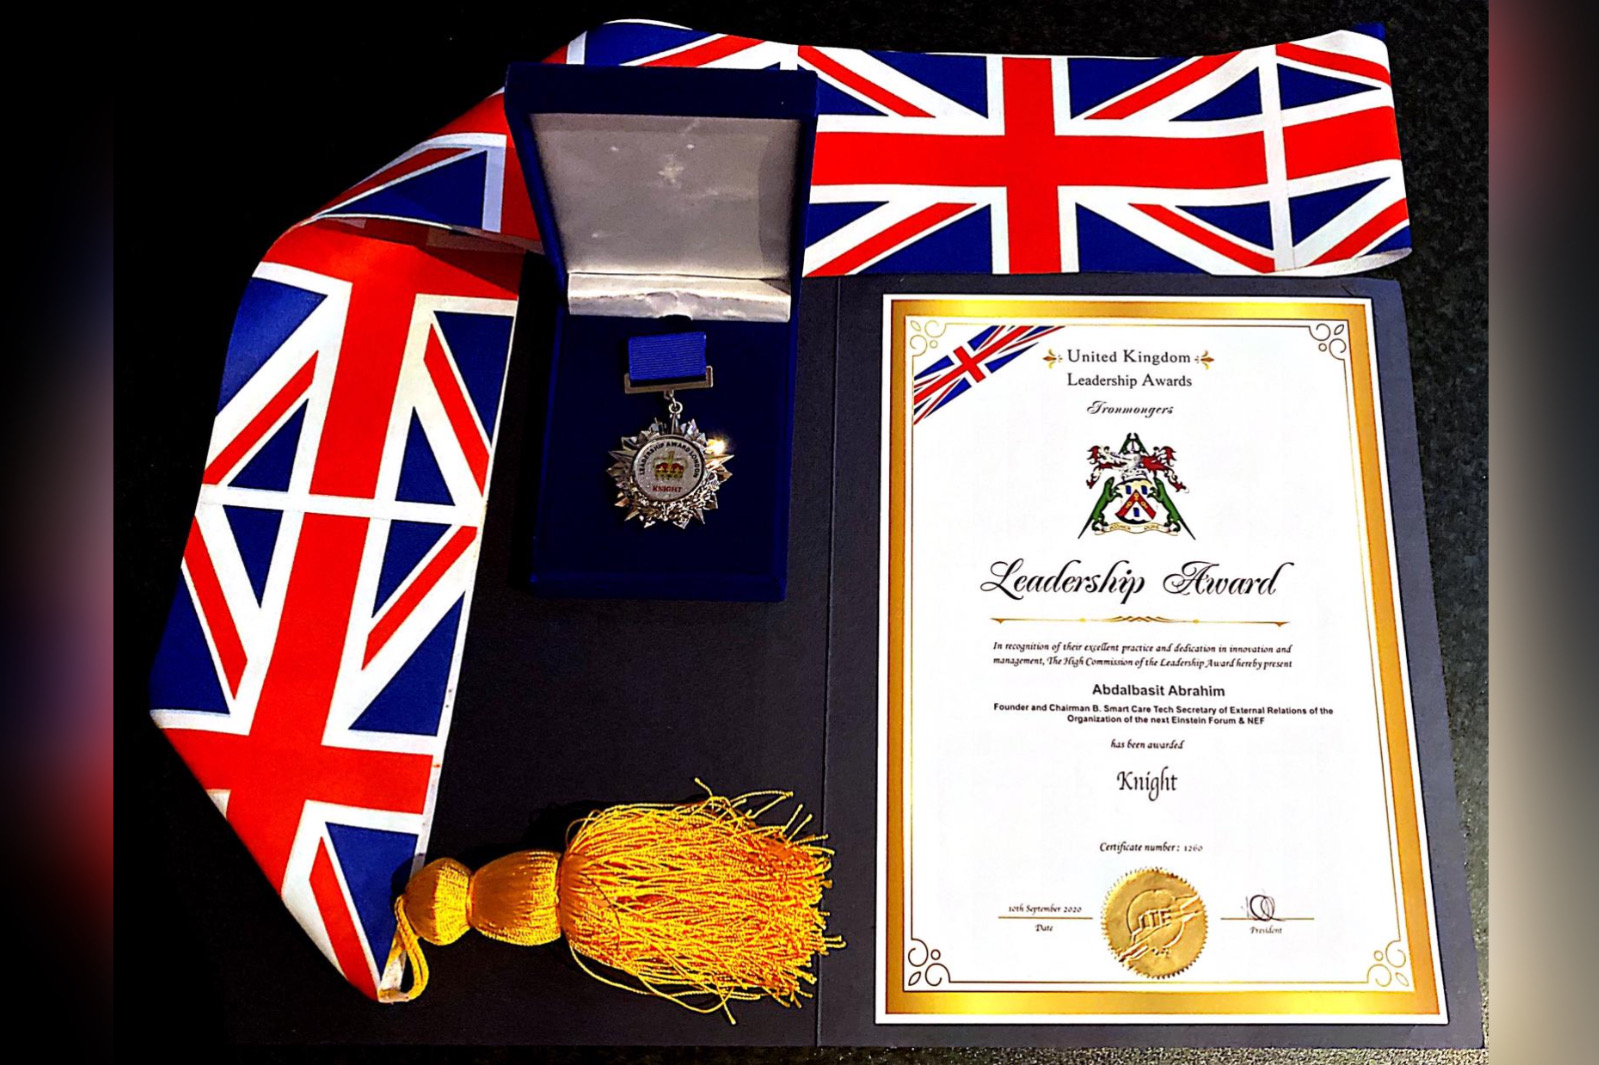 LEADERSHIP AWARD LONDON
KNIGHT
United Kingdom
Leadership Awards
Ironmongers
Leadership Award
In recognition of their excellent practice and dedication in innovation and
management, The High Commission of the Leadership Award hereby present
Abdalbasit Abrahim
Founder and Chairman B. Smart Care Tech Secretary of External Relations of the
Organization of the next Einstein Forum & NEF
has been awarded
Knight
Certificate number: 1260
10th September 2020
Date
President